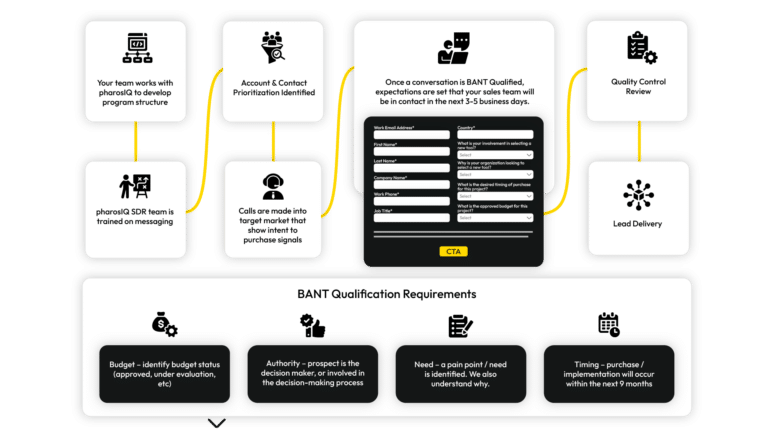 Your team works with
pharosIQ to develop
program structure
pharosIQ SDR team is
trained on messaging
Account & Contact
Prioritization Identified
Calls are made into
target market that
show intent to
purchase signals
Once a conversation is BANT Qualified,
expectations are set that your sales team will
be in contact in the next 3-5 business days.
Work Email Address*
First Name*
Last Name*
Company Name*
Work Phone*
Job Title*
Country*
What is your involvement in selecting a
new tool?*
Select
Why is your organization looking to
select a new tool?*
Select
What is the desired timing of purchase
for this project?*
Select
What is the approved budget for this
project?*
Select
CTA
Quality Control
Review
Lead Delivery
BANT Qualification Requirements
Budget – identify budget status
(approved, under evaluation,
etc)
Authority – prospect is the
decision maker, or involved in
the decision-making process
Need – a pain point / need
is identified. We also
understand why.
Timing – purchase /
implementation will occur
within the next 9 months